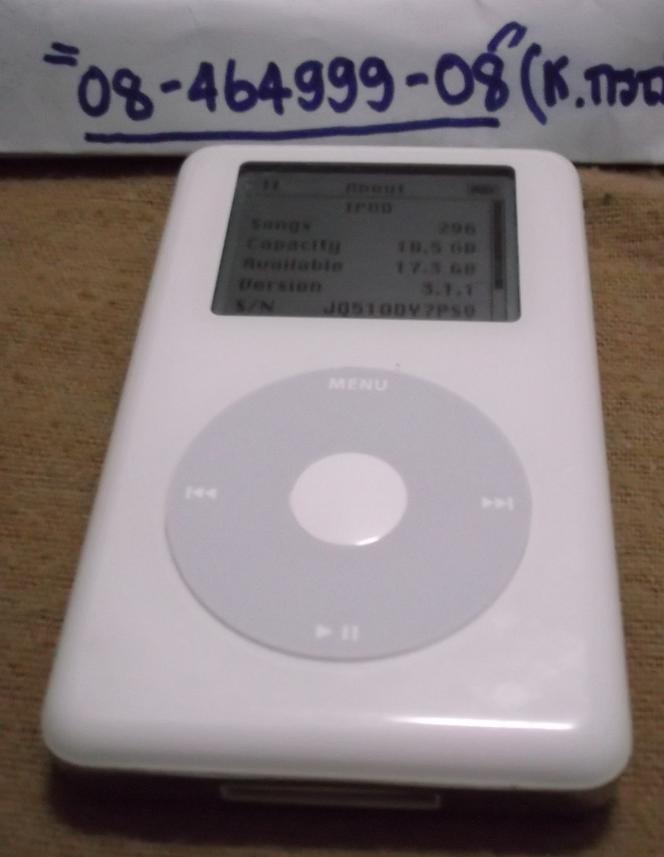 = 08-464999-08 (K.
About
IPOD
Songs 296
Capacity 18.5 GB
Available 17.3 GB
Version 3.1.1
S/N JQ510DY7PS9
MENU